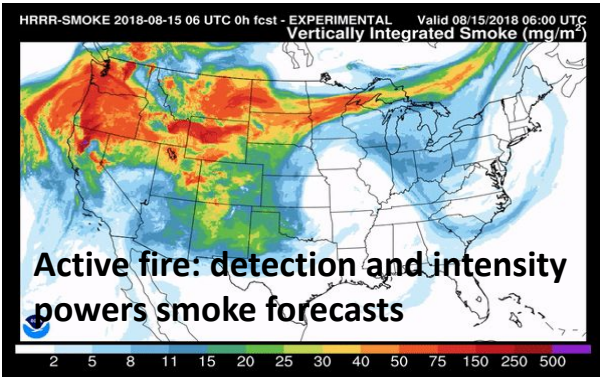 HRRR-SMOKE 2018-08-15 06 UTC 0h fcst - EXPERIMENTAL Valid 08/15/2018 06:00 UTC
Vertically Integrated Smoke (mg/m²)
Active fire: detection and intensity
powers smoke forecasts
2 5 8 11 15 20 25 30 40 50 75 150 250 500